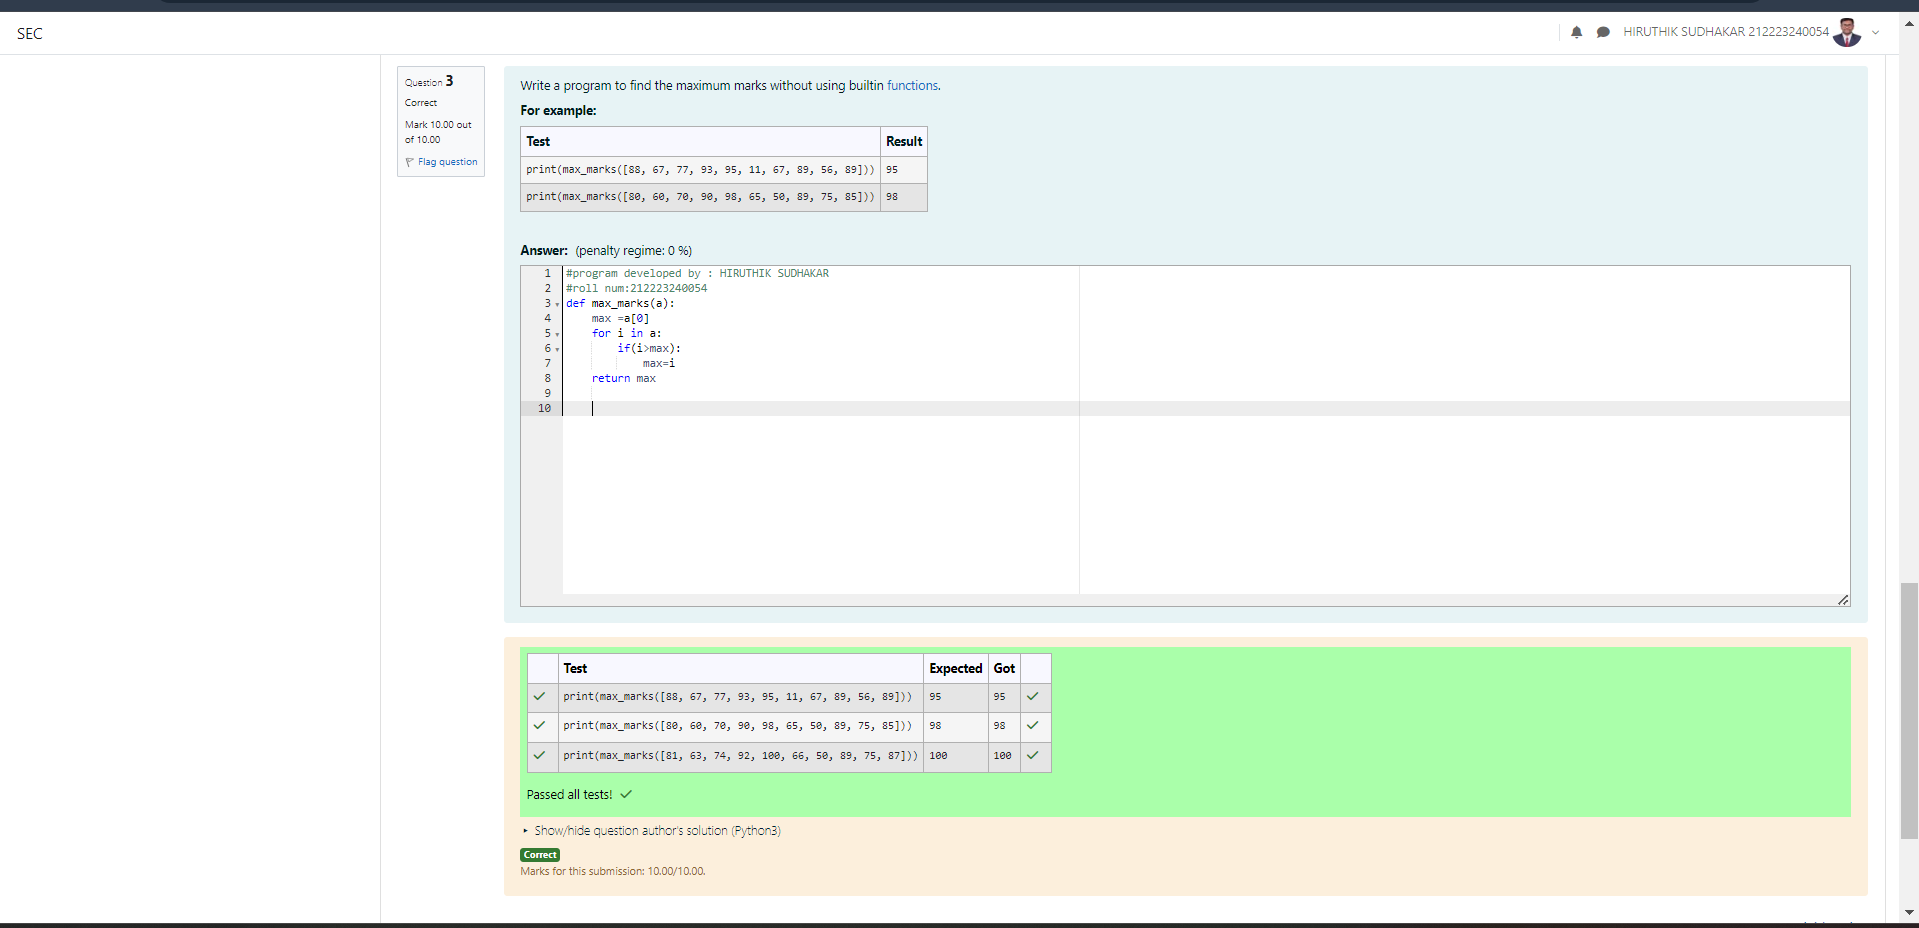 SEC
HIRUTHIK SUDHAKAR 212223240054
Question 3
Correct
Mark 10.00 out
of 10.00
Flag question
Write a program to find the maximum marks without using builtin functions.
For example:
Test Result
print(max_marks([88, 67, 77, 93, 95, 11, 67, 89, 56, 89])) 95
print(max_marks([80, 60, 70, 90, 98, 65, 50, 89, 75, 85])) 98
Answer: (penalty regime: 0 %)
1 #program developed by : HIRUTHIK SUDHAKAR
2 #roll num:212223240054
3 def max_marks(a):
4     max =a[0]
5     for i in a:
6         if(i>max):
7             max=i
8     return max
9
10
Test Expected Got
print(max_marks([88, 67, 77, 93, 95, 11, 67, 89, 56, 89])) 95 95
print(max_marks([80, 60, 70, 90, 98, 65, 50, 89, 75, 85])) 98 98
print(max_marks([81, 63, 74, 92, 100, 66, 50, 89, 75, 87])) 100 100
Passed all tests!
Show/hide question author's solution (Python3)
Correct
Marks for this submission: 10.00/10.00.